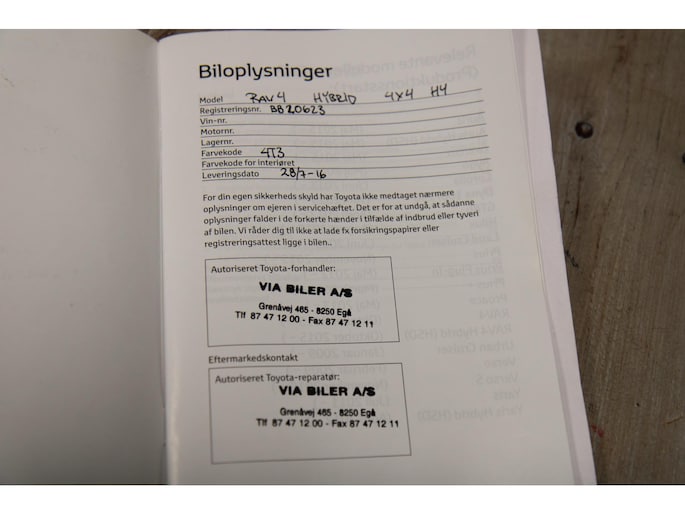 Biloplysninger
Model RAV4 HYBRID 4x4 H4
Registreringsnr. BB20623
Vin-nr.
Motornr.
Lagernr.
Farvekode 4T3
Farvekode for interiøret
Leveringsdato 28/7-16
For din egen sikkerheds skyld har Toyota ikke medtaget nærmere
oplysninger om ejeren i servicehæftet. Det er for at undgå, at sådanne
oplysninger falder i de forkerte hænder i tilfælde af indbrud eller tyveri
af bilen. Vi råder dig til ikke at lade fx forsikringspapirer eller
registreringsattest ligge i bilen..
Autoriseret Toyota-forhandler:
VIA BILER A/S
Grenåvej 465 - 8250 Egå
Tlf 87 47 12 00 - Fax 87 47 12 11
Eftermarkedskontakt
Autoriseret Toyota-reparatør:
VIA BILER A/S
Grenåvej 465 - 8250 Egå
Tlf 87 47 12 00 - Fax 87 47 12 11